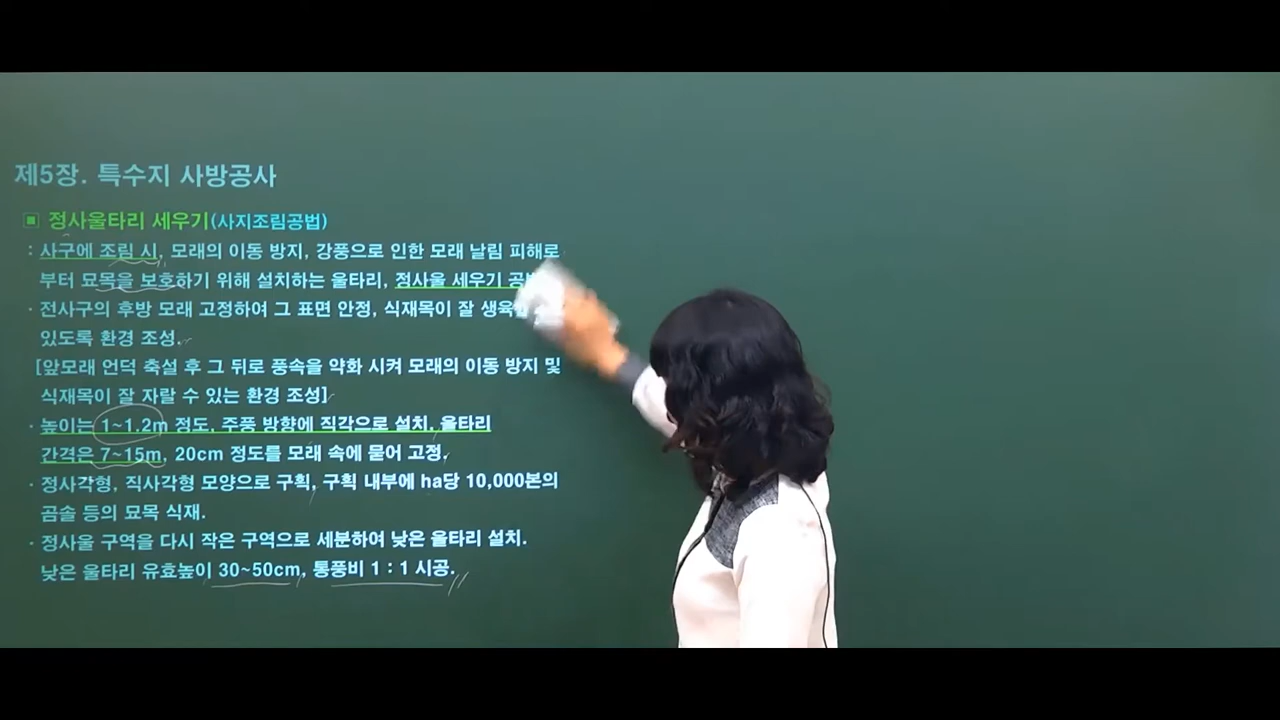 제5장. 특수지 사방공사
▣ 정사울타리 세우기(사지조림공법)
: 사구에 조림 시, 모래의 이동 방지, 강풍으로 인한 모래 날림 피해로
부터 묘목을 보호하기 위해 설치하는 울타리, 정사울 세우기
· 전사구의 후방 모래 고정하여 그 표면 안정, 식재목이 잘
있도록 환경 조성.
[앞모래 언덕 축설 후 그 뒤로 풍속을 약화 시켜 모래의 이동 방지 및
식재목이 잘 자랄 수 있는 환경 조성]
· 높이는 1~1.2m 정도, 주풍 방향에 직각으로 설치, 울타리
간격은 7~15m, 20cm 정도를 모래 속에 묻어 고정,
· 정사각형, 직사각형 모양으로 구획, 구획 내부에 ha당 10,000본의
곰솔 등의 묘목 식재.
· 정사울 구역을 다시 작은 구역으로 세분하여 낮은 울타리 설치.
낮은 울타리 유효높이 30~50cm, 통풍비 1 : 1 시공.